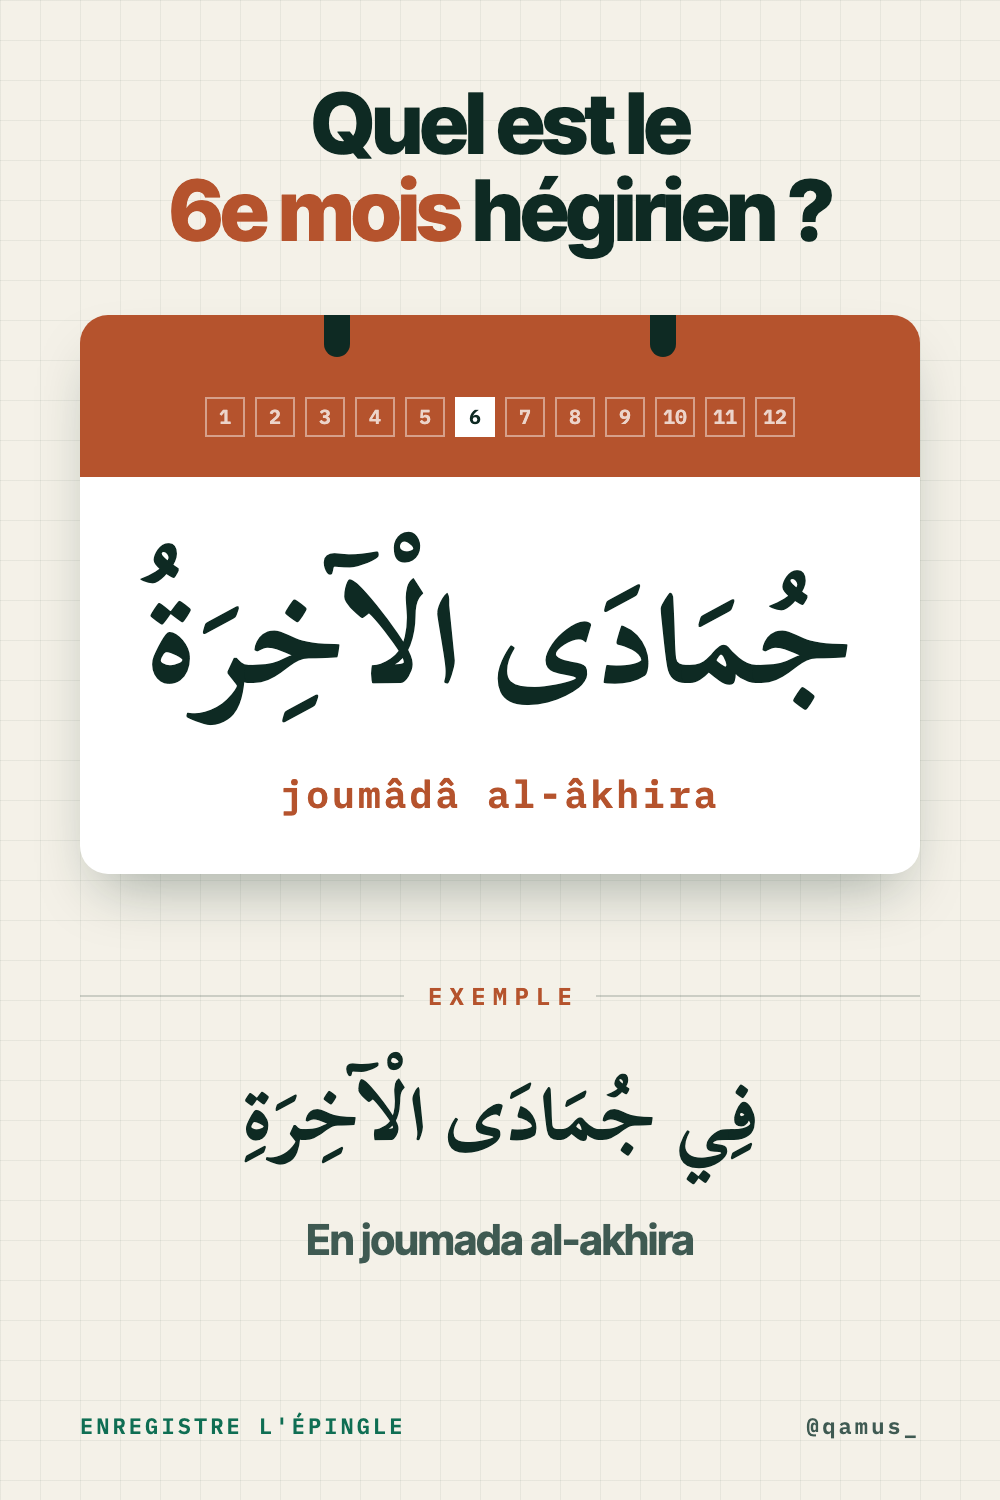 Quel est le
6e mois hégirien ?
1 2 3 4 5 6 7 8 9 10 11 12
جُمَادَى الْآخِرَةُ
joumâdâ al-âkhira
EXEMPLE
فِي جُمَادَى الْآخِرَةِ
En joumada al-akhira
ENREGISTRE L'ÉPINGLE
@qamus_